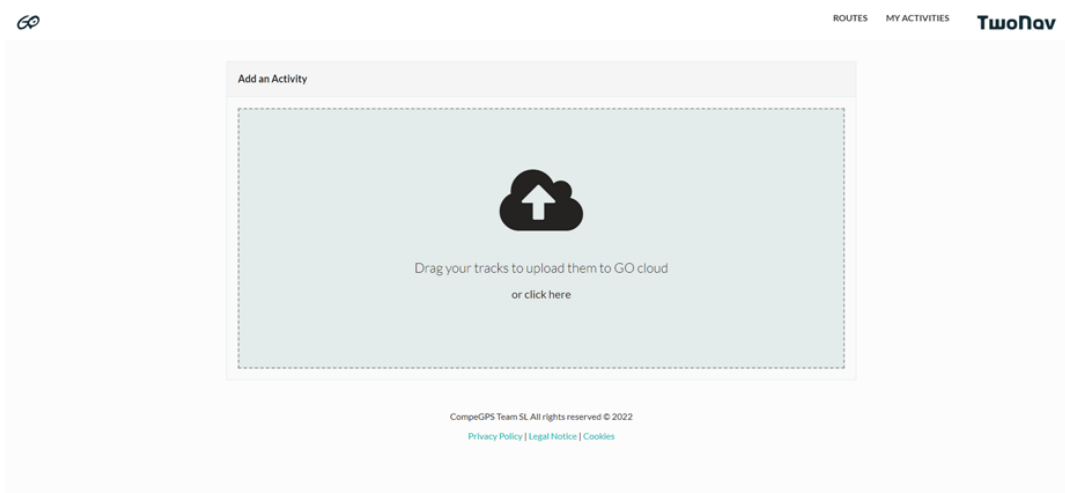 GO
ROUTES
MY ACTIVITIES
TwoNav
Add an Activity
Drag your tracks to upload them to GO cloud
or click here
CompeGPS Team SL All rights reserved © 2022
Privacy Policy | Legal Notice | Cookies